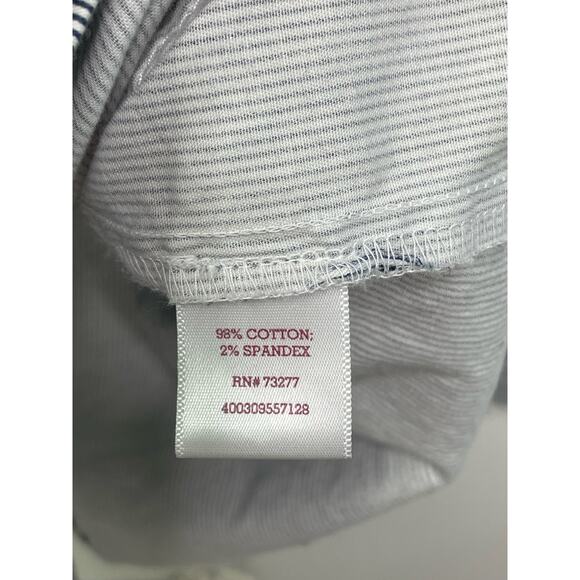 98% COTTON;
2% SPANDEX
RN# 73277
400309557128